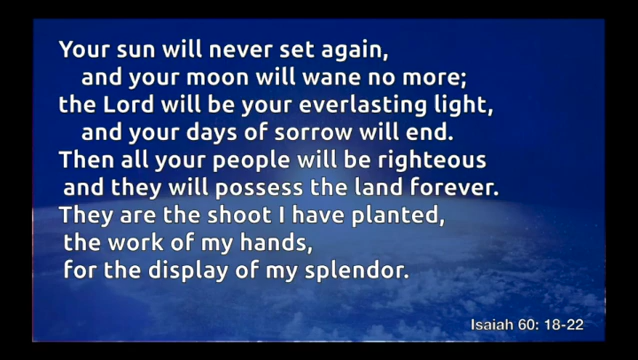 Your sun will never set again,
and your moon will wane no more;
the Lord will be your everlasting light,
and your days of sorrow will end.
Then all your people will be righteous
and they will possess the land forever.
They are the shoot I have planted,
the work of my hands,
for the display of my splendor.
Isaiah 60: 18-22